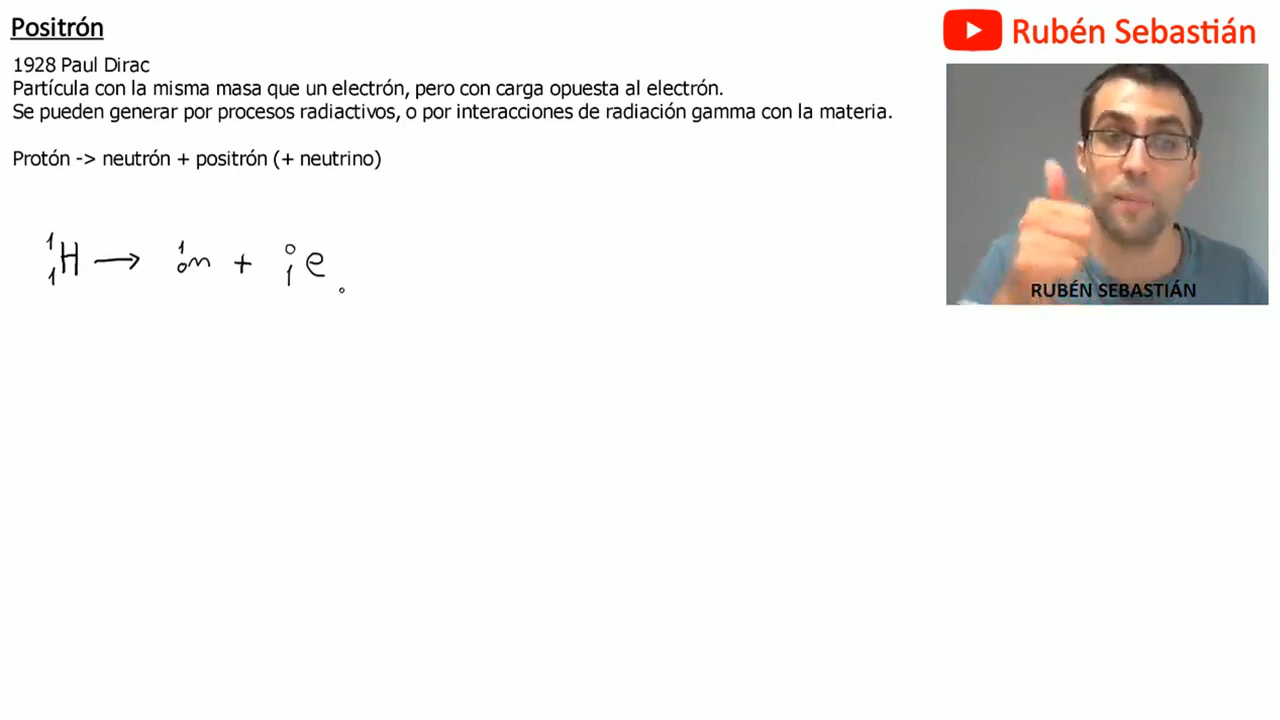 Positrón
Rubén Sebastián
1928 Paul Dirac
Partícula con la misma masa que un electrón, pero con carga opuesta al electrón.
Se pueden generar por procesos radiactivos, o por interacciones de radiación gamma con la materia.
Protón -> neutrón + positrón (+ neutrino)
¹₁H → ¹₀n + ⁰₁e
RUBÉN SEBASTIÁN